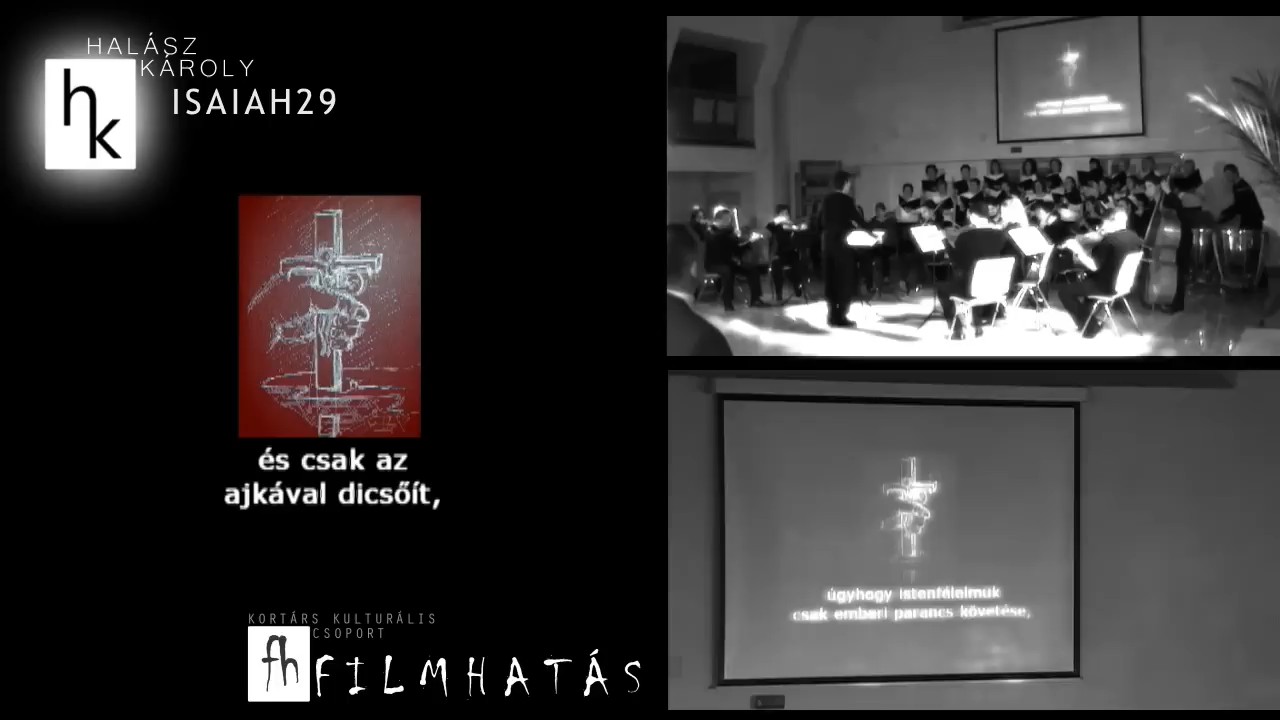 HALÁSZ
KÁROLY
hk
ISAIAH29
és csak az
ajkával dicsőít,
KORTÁRS KULTURÁLIS
CSOPORT
fh
FILMHATÁS
úgyhogy istenfélelmük
csak emberi parancs követése,